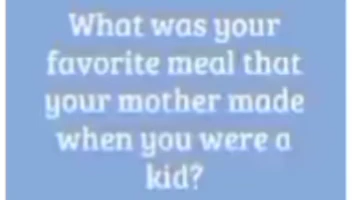 What was your
favorite meal that
your mother made
when you were a
kid?